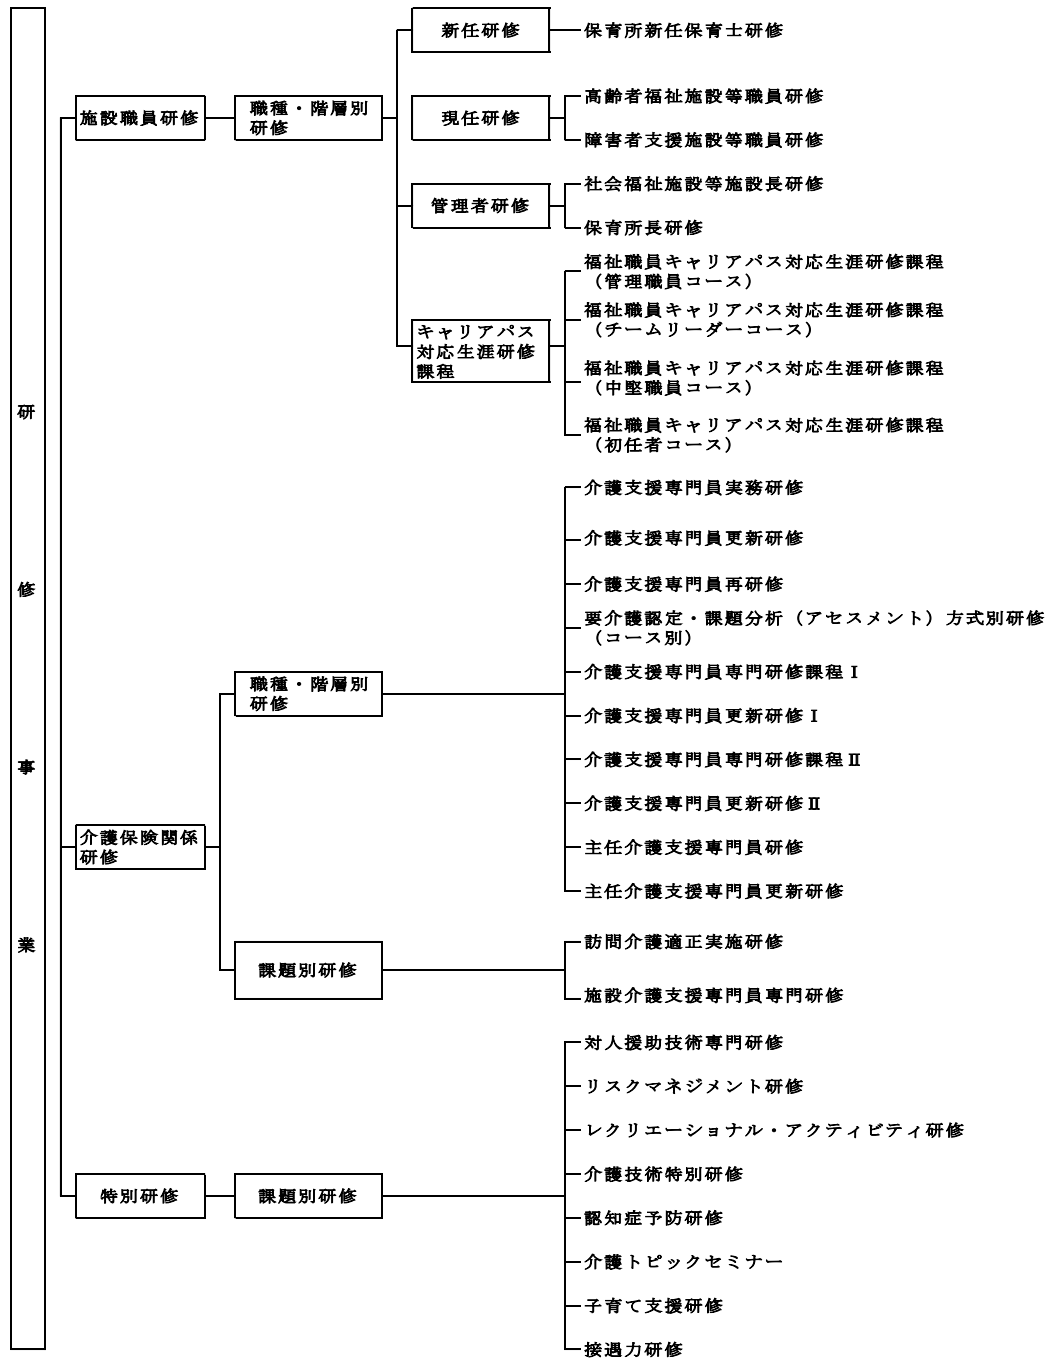 研修事業
施設職員研修
職種・階層別
研修
新任研修
保育所新任保育士研修
現任研修
高齢者福祉施設等職員研修
障害者支援施設等職員研修
管理者研修
社会福祉施設等施設長研修
保育所長研修
キャリアパス
対応生涯研修
課程
福祉職員キャリアパス対応生涯研修課程
（管理職員コース）
福祉職員キャリアパス対応生涯研修課程
（チームリーダーコース）
福祉職員キャリアパス対応生涯研修課程
（中堅職員コース）
福祉職員キャリアパス対応生涯研修課程
（初任者コース）
介護保険関係
研修
職種・階層別
研修
介護支援専門員実務研修
介護支援専門員更新研修
介護支援専門員再研修
要介護認定・課題分析（アセスメント）方式別研修
（コース別）
介護支援専門員専門研修課程Ⅰ
介護支援専門員更新研修Ⅰ
介護支援専門員専門研修課程Ⅱ
介護支援専門員更新研修Ⅱ
主任介護支援専門員研修
主任介護支援専門員更新研修
課題別研修
訪問介護適正実施研修
施設介護支援専門員専門研修
特別研修
課題別研修
対人援助技術専門研修
リスクマネジメント研修
レクリエーショナル・アクティビティ研修
介護技術特別研修
認知症予防研修
介護トピックセミナー
子育て支援研修
接遇力研修